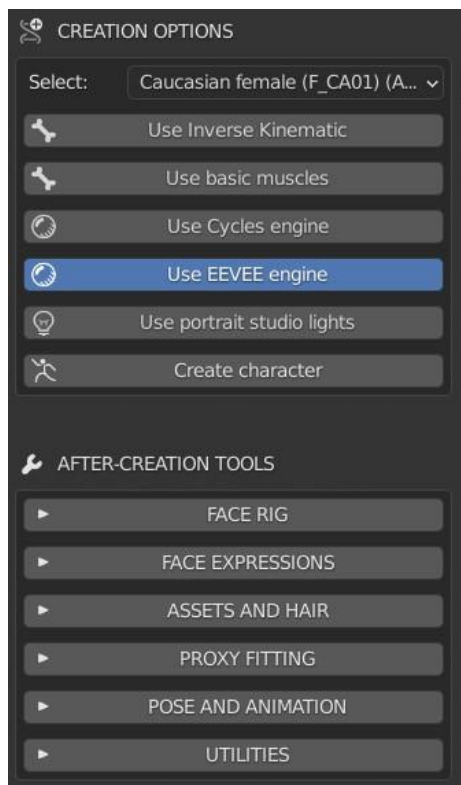 CREATION OPTIONS
Select: Caucasian female (F_CA01) (A...
Use Inverse Kinematic
Use basic muscles
Use Cycles engine
Use EEVEE engine
Use portrait studio lights
Create character
AFTER-CREATION TOOLS
FACE RIG
FACE EXPRESSIONS
ASSETS AND HAIR
PROXY FITTING
POSE AND ANIMATION
UTILITIES